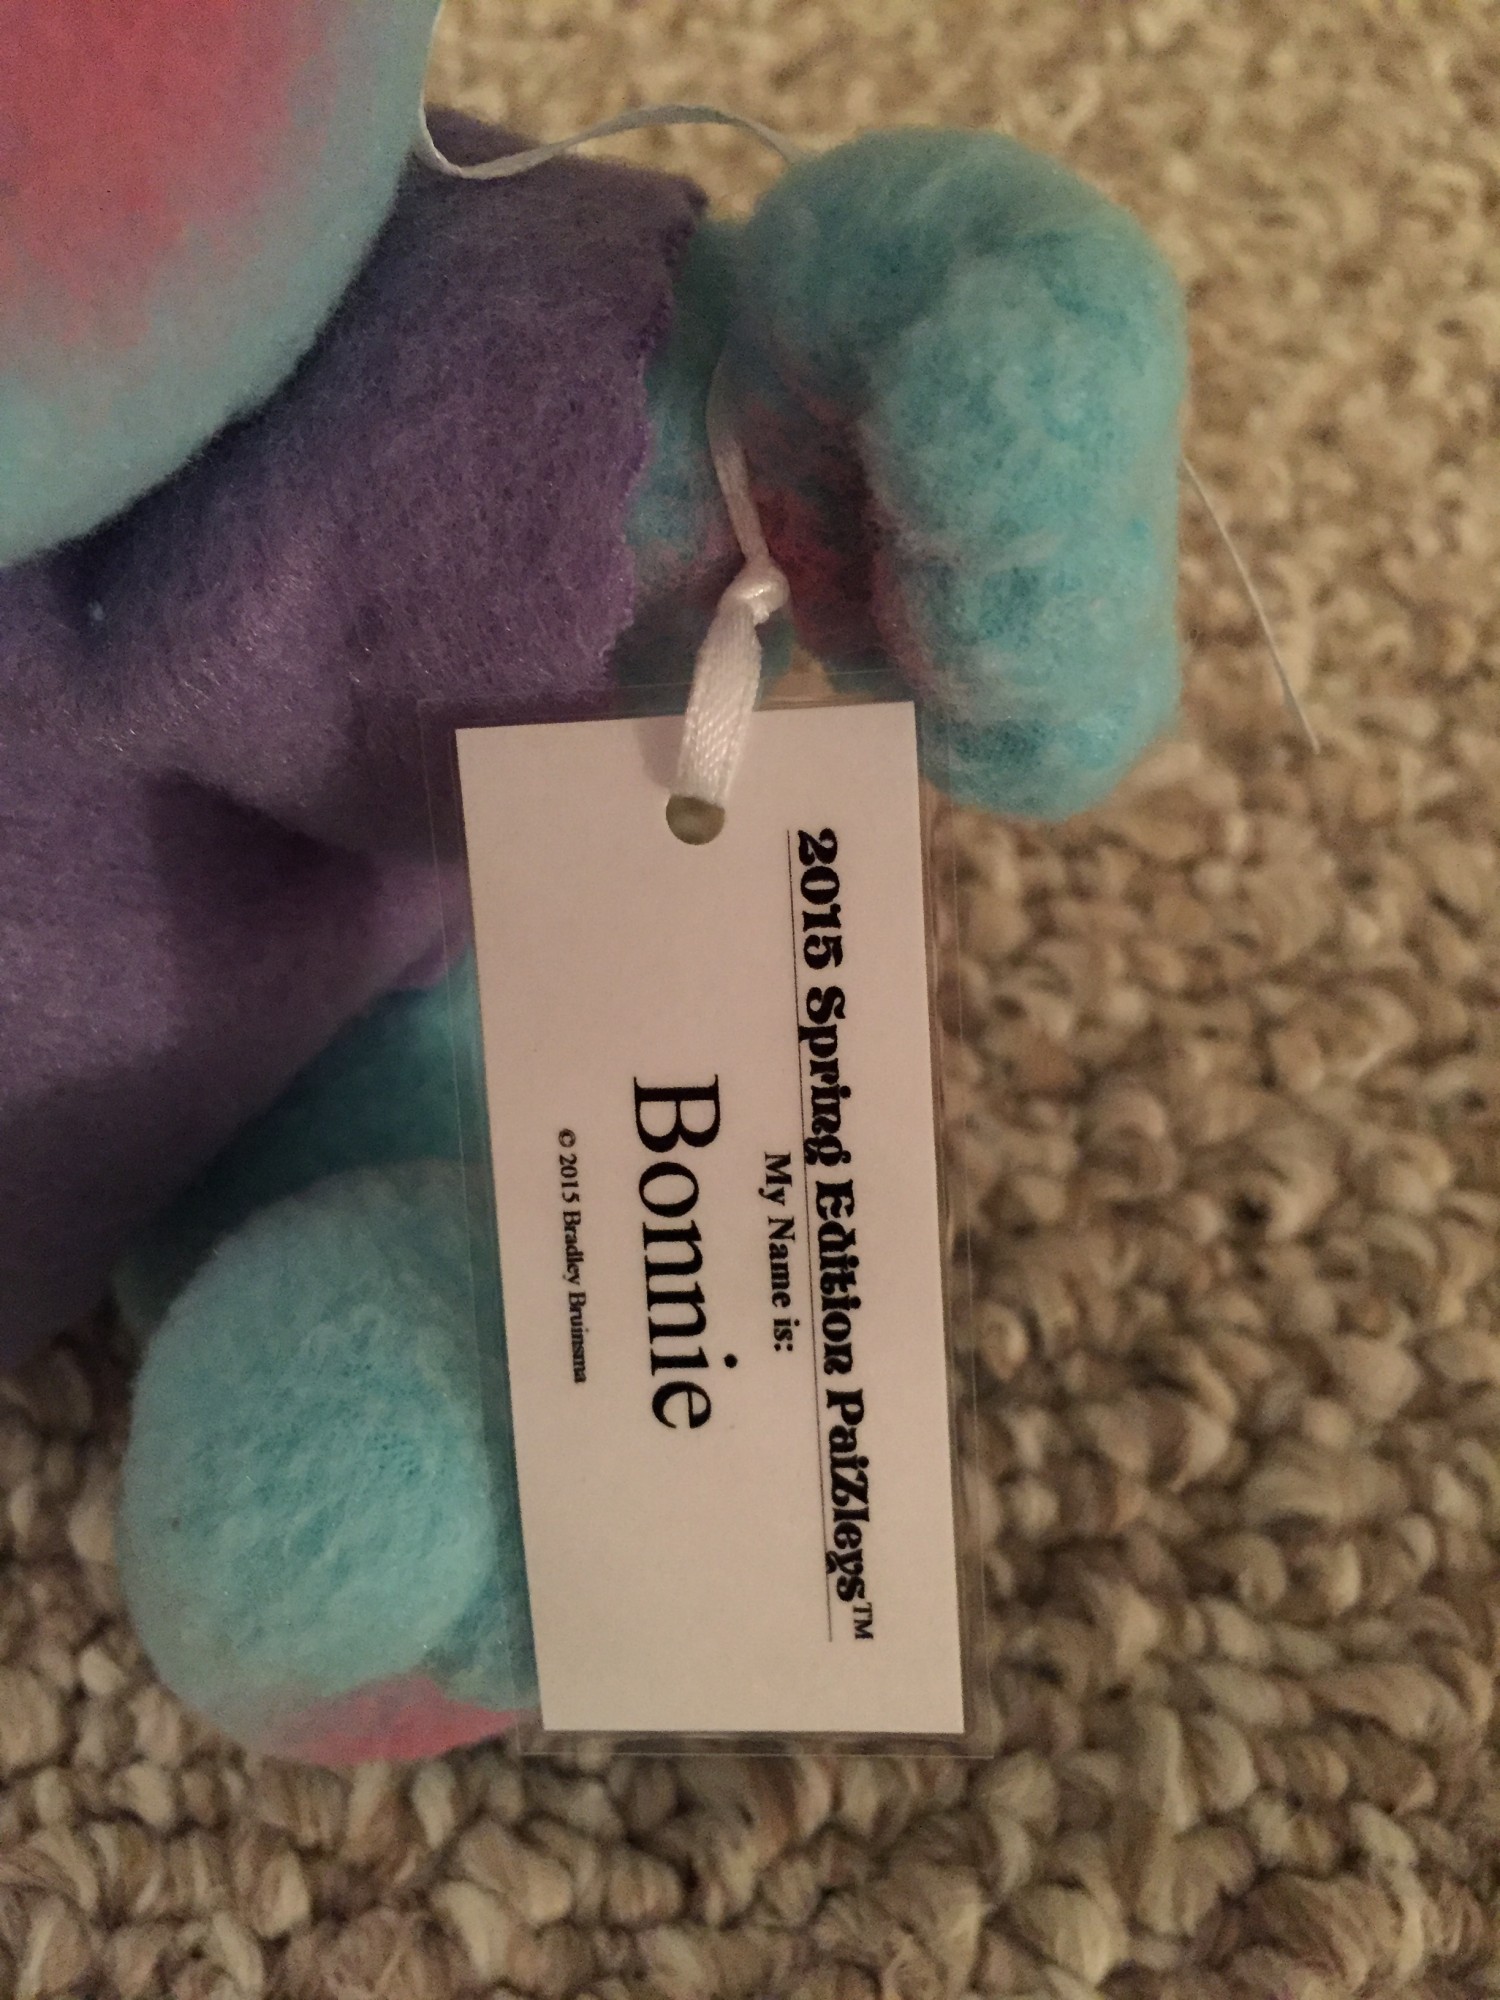 2015 Spring Edition PaiZleys™
My Name is:
Bonnie
© 2015 Bradley Bruinsma